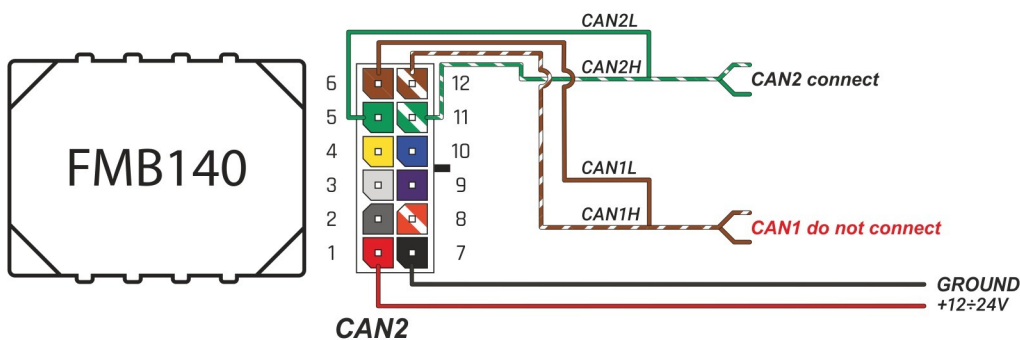 FMB140
CAN2L
CAN2H
CAN2 connect
6 12
5 11
4 10
3 9
2 8
1 7
CAN1L
CAN1H
CAN1 do not connect
GROUND
+12÷24V
CAN2